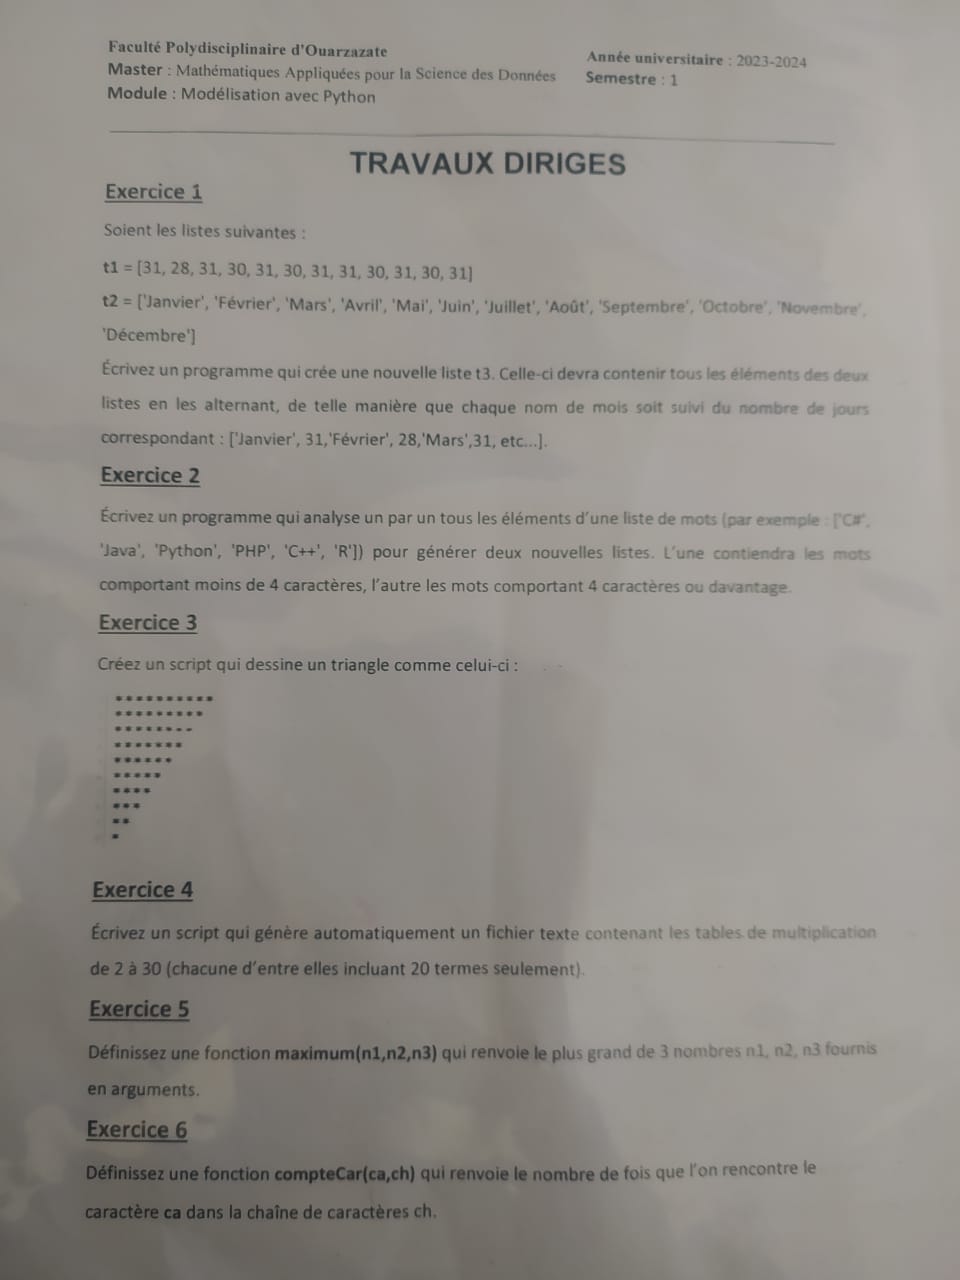 Faculté Polydisciplinaire d'Ouarzazate
Année universitaire : 2023-2024
Master : Mathématiques Appliquées pour la Science des Données
Semestre : 1
Module : Modélisation avec Python
TRAVAUX DIRIGES
Exercice 1
Soient les listes suivantes :
t1 = [31, 28, 31, 30, 31, 30, 31, 31, 30, 31, 30, 31]
t2 = ['Janvier', 'Février', 'Mars', 'Avril', 'Mai', 'Juin', 'Juillet', 'Août', 'Septembre', 'Octobre', 'Novembre',
'Décembre']
Écrivez un programme qui crée une nouvelle liste t3. Celle-ci devra contenir tous les éléments des deux
listes en les alternant, de telle manière que chaque nom de mois soit suivi du nombre de jours
correspondant : ['Janvier', 31,'Février', 28,'Mars',31, etc...].
Exercice 2
Écrivez un programme qui analyse un par un tous les éléments d'une liste de mots (par exemple : ['C#',
'Java', 'Python', 'PHP', 'C++', 'R']) pour générer deux nouvelles listes. L'une contiendra les mots
comportant moins de 4 caractères, l'autre les mots comportant 4 caractères ou davantage.
Exercice 3
Créez un script qui dessine un triangle comme celui-ci :
**********
*********
********
*******
******
*****
****
***
**
*
Exercice 4
Écrivez un script qui génère automatiquement un fichier texte contenant les tables de multiplication
de 2 à 30 (chacune d'entre elles incluant 20 termes seulement).
Exercice 5
Définissez une fonction maximum(n1,n2,n3) qui renvoie le plus grand de 3 nombres n1, n2, n3 fournis
en arguments.
Exercice 6
Définissez une fonction compteCar(ca,ch) qui renvoie le nombre de fois que l'on rencontre le
caractère ca dans la chaîne de caractères ch.